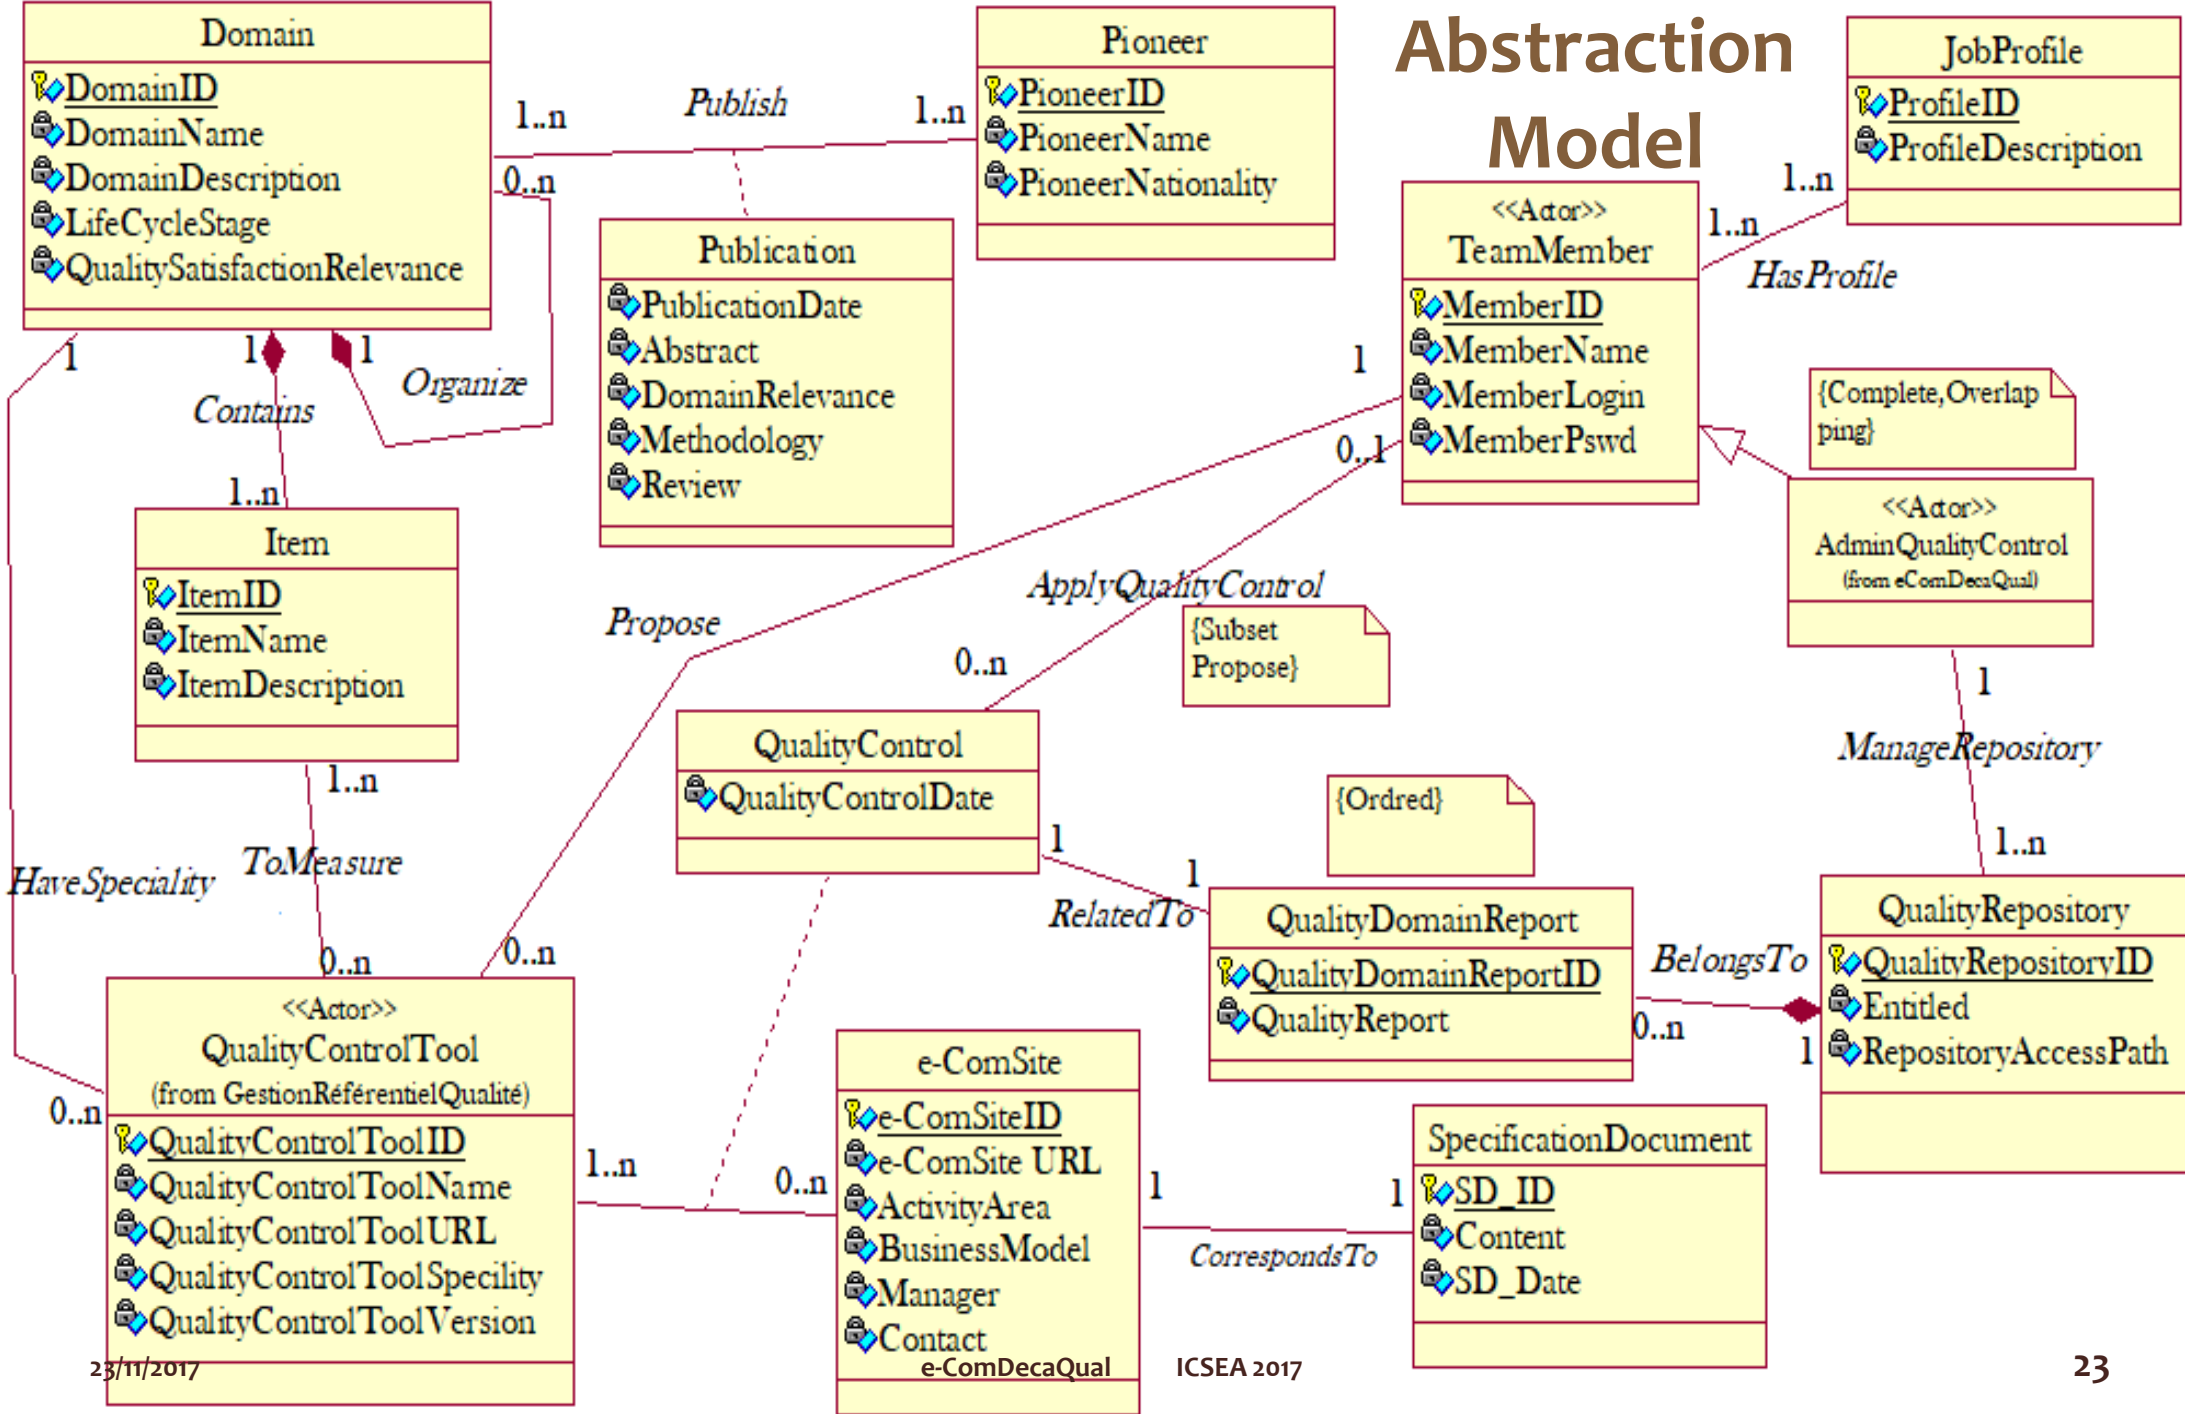 Abstraction
Model
Domain
DomainID
DomainName
DomainDescription
LifeCycleStage
QualitySatisfactionRelevance
1..n
Publish
1..n
0..n
Pioneer
PioneerID
PioneerName
PioneerNationality
JobProfile
ProfileID
ProfileDescription
1..n
1..n
HasProfile
Publication
PublicationDate
Abstract
DomainRelevance
Methodology
Review
<<Actor>>
TeamMember
MemberID
MemberName
MemberLogin
MemberPswd
1
1
1
Organize
Contains
1..n
1
0..1
{Complete,Overlap
ping}
<<Actor>>
AdminQualityControl
(from eComDecaQual)
Item
ItemID
ItemName
ItemDescription
Propose
ApplyQualityControl
{Subset
Propose}
0..n
1
ManageRepository
1..n
QualityControl
QualityControlDate
{Ordred}
1..n
ToMeasure
HaveSpeciality
0..n
0..n
0..n
1
1
RelatedTo
QualityDomainReport
QualityDomainReportID
QualityReport
BelongsTo
0..n
1
QualityRepository
QualityRepositoryID
Entitled
RepositoryAccessPath
<<Actor>>
QualityControlTool
(from GestionRéférentielQualité)
QualityControlToolID
QualityControlToolName
QualityControlToolURL
QualityControlToolSpecility
QualityControlToolVersion
1..n
0..n
e-ComSite
e-ComSiteID
e-ComSite URL
ActivityArea
BusinessModel
Manager
Contact
1
1
CorrespondsTo
SpecificationDocument
SD_ID
Content
SD_Date
23/11/2017
e-ComDecaQual
ICSEA 2017
23